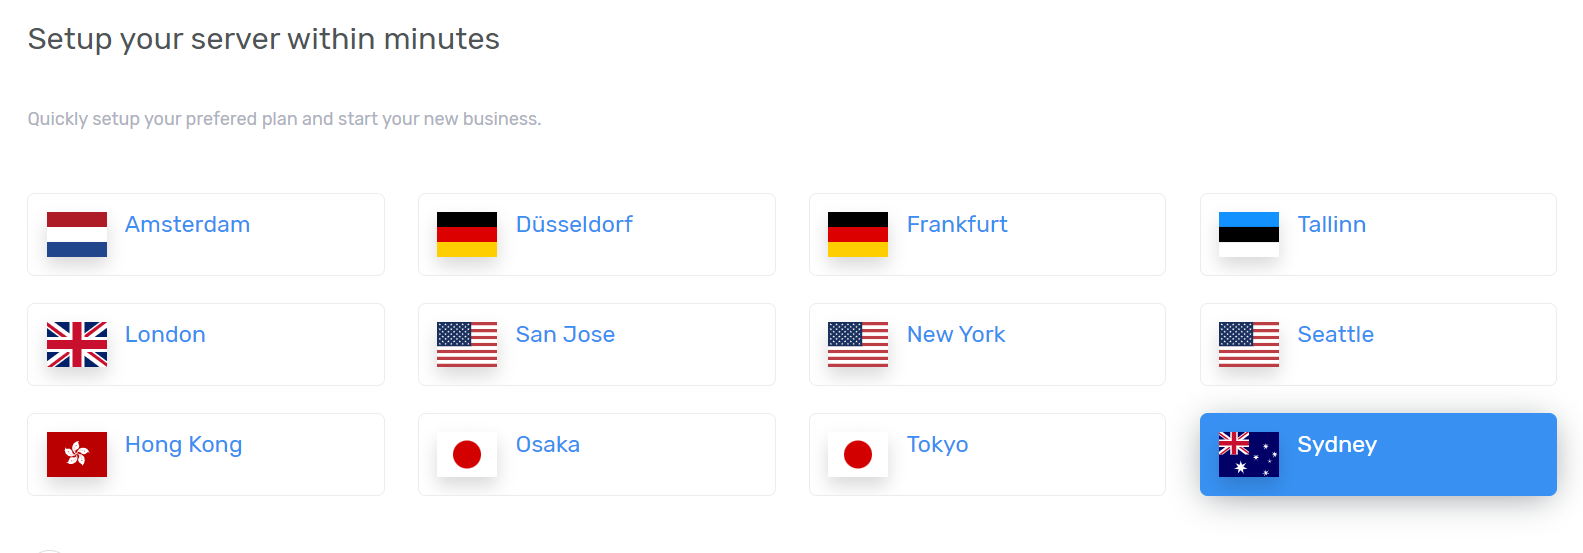 Setup your server within minutes
Quickly setup your prefered plan and start your new business.
Amsterdam
Düsseldorf
Frankfurt
Tallinn
London
San Jose
New York
Seattle
Hong Kong
Osaka
Tokyo
Sydney